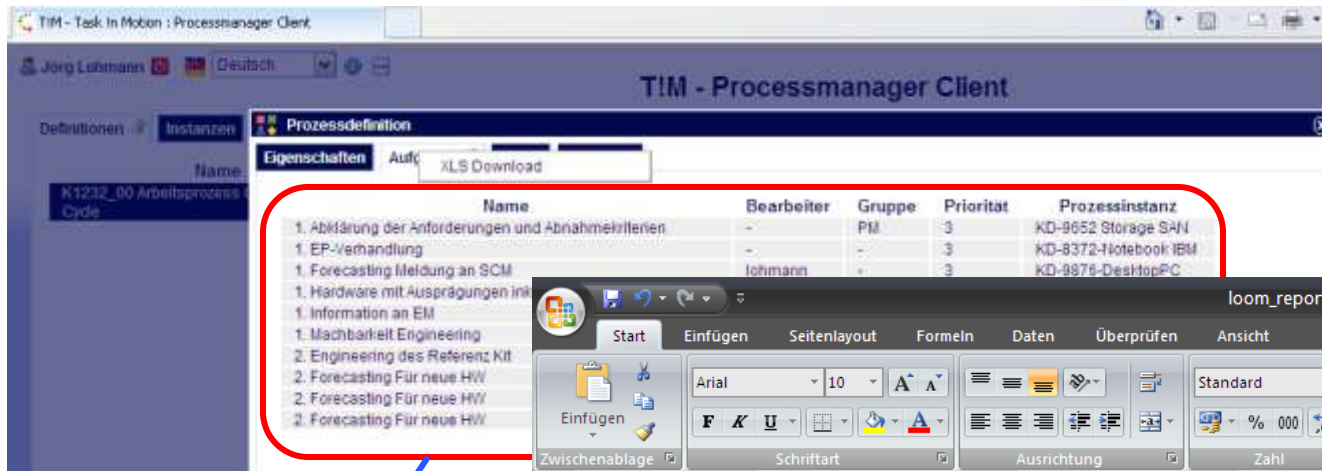 TIM - Task In Motion : Processmanager Client
Jörg Lohmann Deutsch
TIM - Processmanager Client
Definitionen Instanzen
Prozessdefinition
Eigenschaften
XLS Download
Name
K1232_00 Arbeitsprozess
Cycle
Name Bearbeiter Gruppe Priorität Prozessinstanz
1. Abklärung der Anforderungen und Abnahmekriterien - PM 3 KD-9652 Storage SAN
1. EP-Verhandlung - - 3 KD-8372-Notebook IBM
1. Forecasting Meldung an SCM lohmann - 3 KD-9876-DesktopPC
1. Hardware mit Ausprägungen
1. Information an EM
1. Machbarkeit Engineering
2. Engineering des Referenz Kit
2. Forecasting Für neue HW
2. Forecasting Für neue HW
2. Forecasting Für neue HW
loom_repor
Start Einfügen Seitenlayout Formeln Daten Überprüfen Ansicht
Arial 10 A A Standard
Einfügen
F K U A % 000
Zwischenablage Schriftart Ausrichtung Zahl